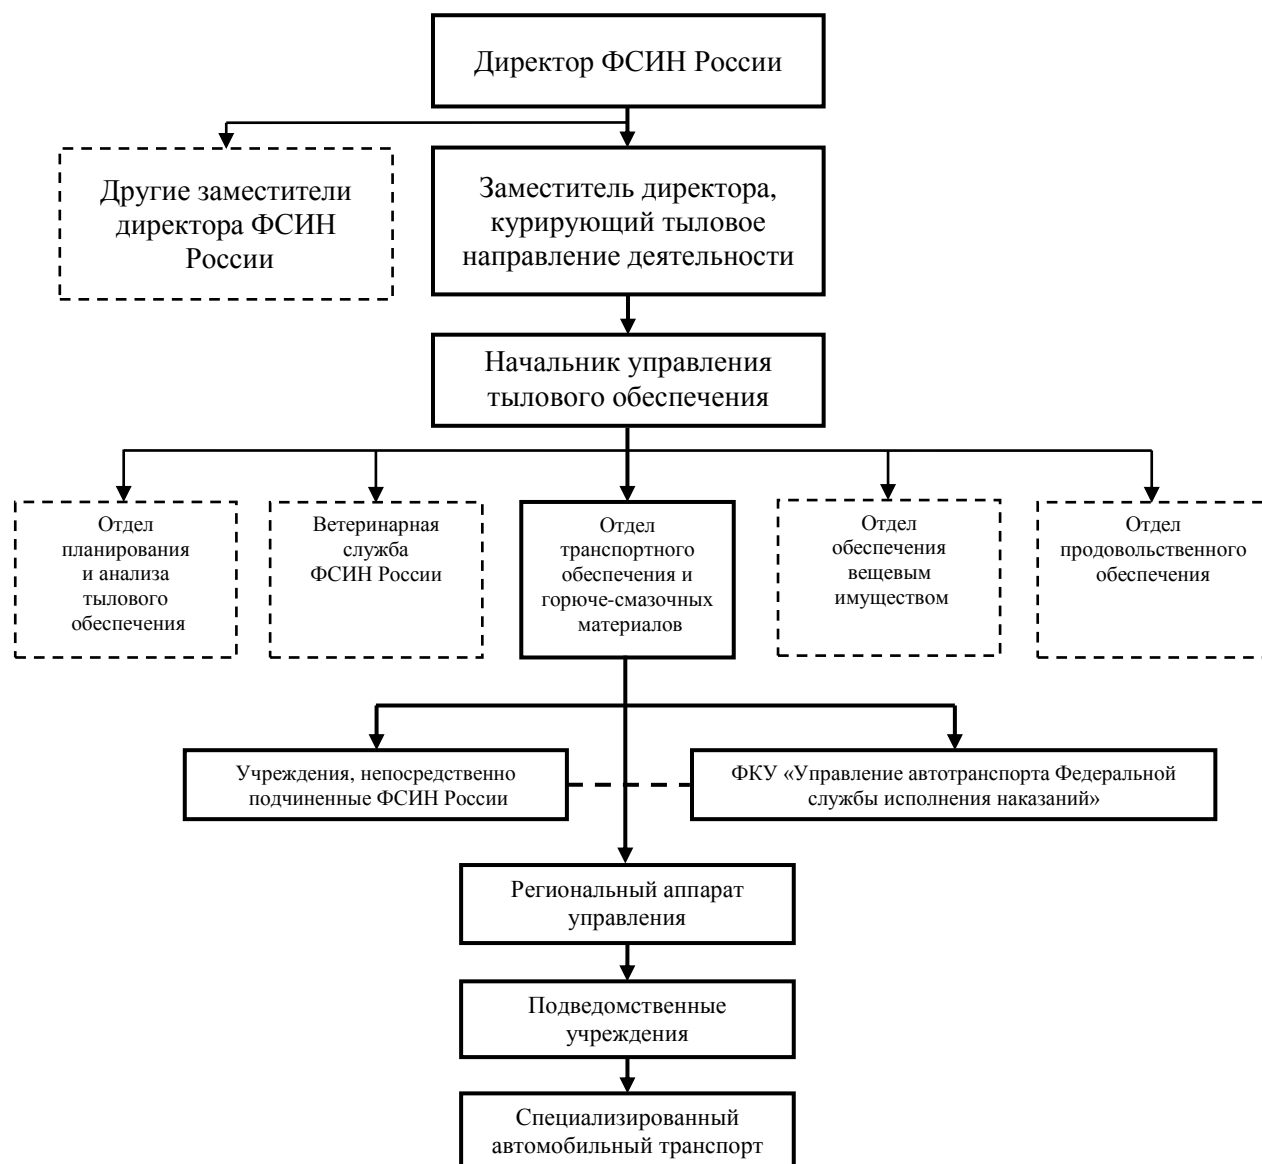 Директор ФСИН России
Другие заместители
директора ФСИН
России
Заместитель директора,
курирующий тыловое
направление деятельности
Начальник управления
тылового обеспечения
Отдел
планирования
и анализа
тылового
обеспечения
Ветеринарная
служба
ФСИН России
Отдел
транспортного
обеспечения и
горюче-смазочных
материалов
Отдел
обеспечения
вещевым
имуществом
Отдел
продовольственного
обеспечения
Учреждения, непосредственно
подчиненные ФСИН России
ФКУ «Управление автотранспорта Федеральной
службы исполнения наказаний»
Региональный аппарат
управления
Подведомственные
учреждения
Специализированный
автомобильный транспорт